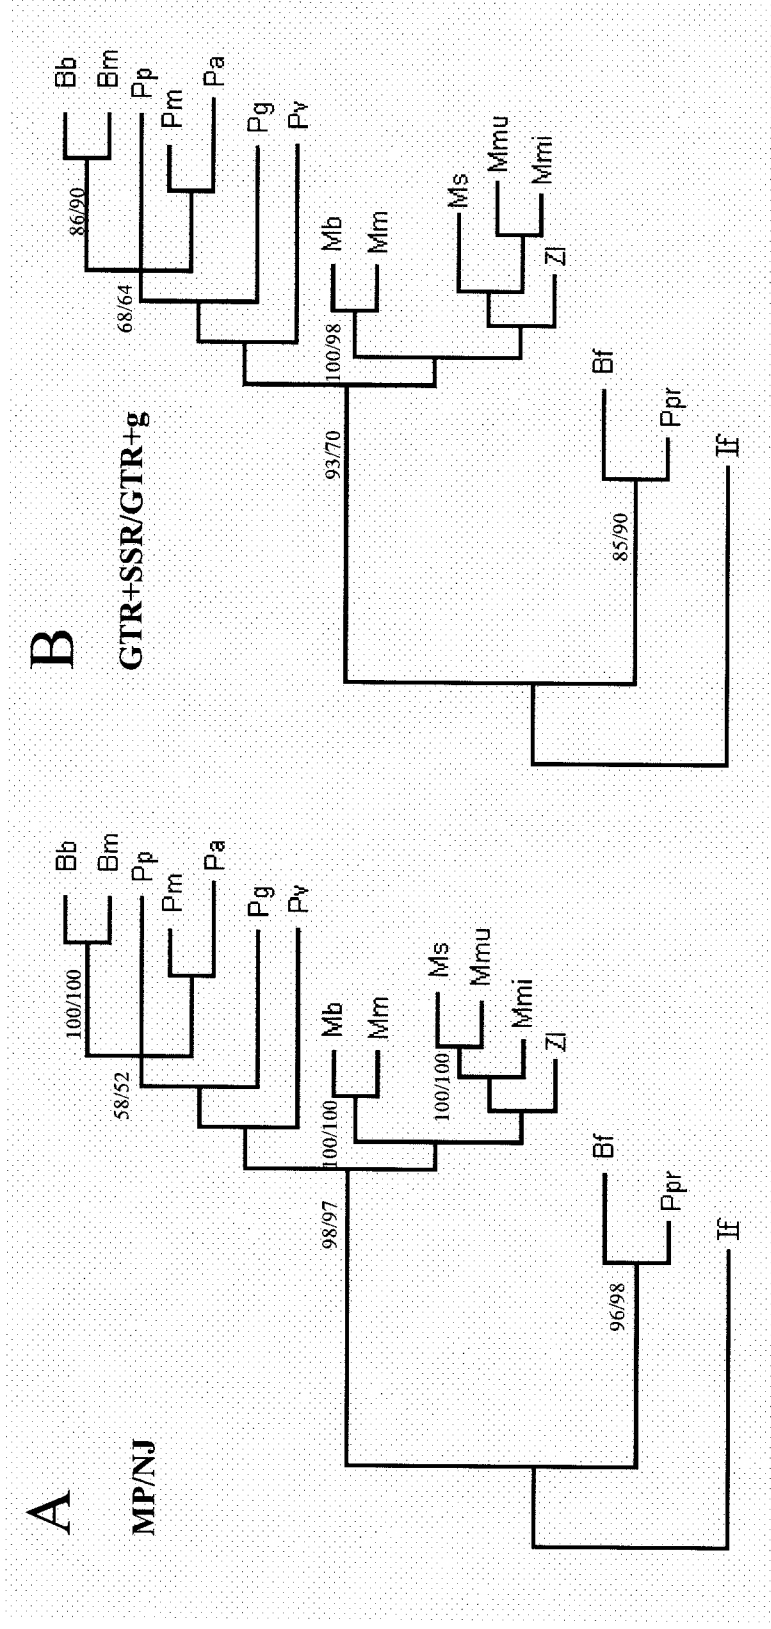 A
MP/NJ
Bb
Bm
Pp
Pm
Pa
Pg
Pv
Mb
Mm
Ms
Mmu
Mmi
Zl
Bf
Ppr
If
100/100
58/52
100/100
100/100
98/97
96/98
B
GTR+SSR/GTR+g
Bb
Bm
Pp
Pm
Pa
Pg
Pv
Mb
Mm
Ms
Mmu
Mmi
Zl
Bf
Ppr
If
86/90
68/64
100/98
93/70
85/90